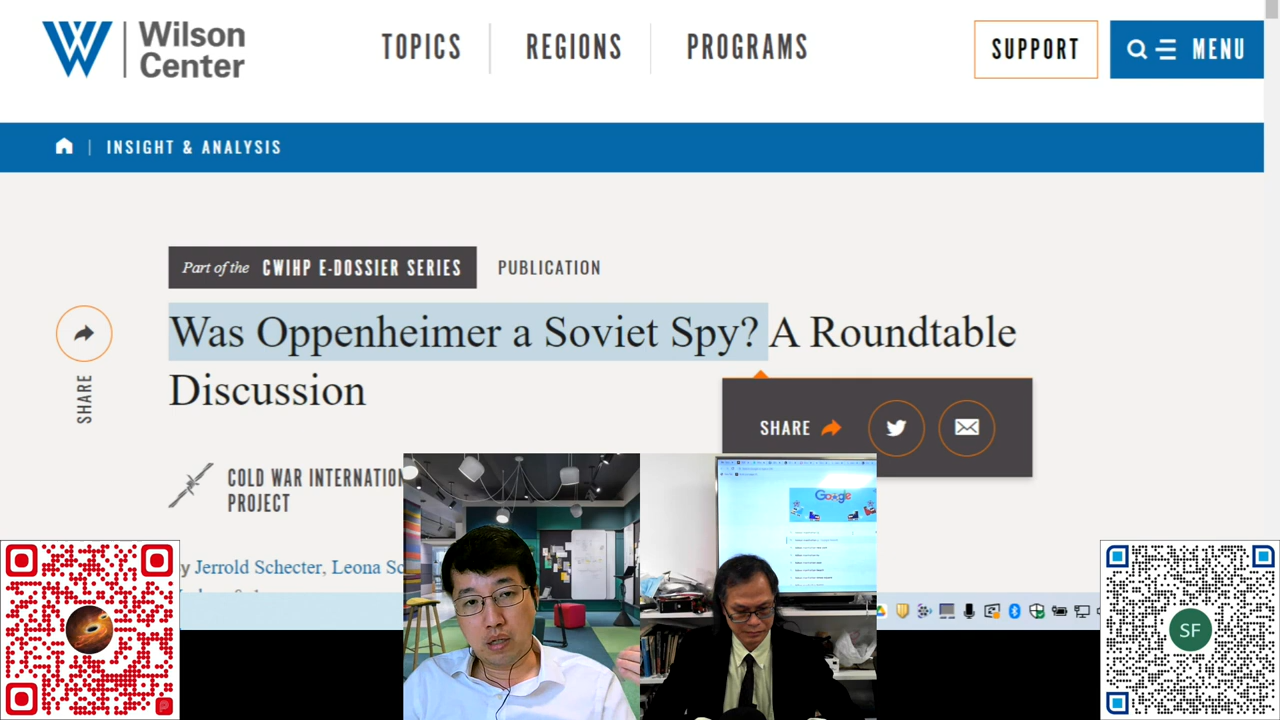 Wilson
Center
TOPICS
REGIONS
PROGRAMS
SUPPORT
MENU
INSIGHT & ANALYSIS
Part of the CWIHP E-DOSSIER SERIES
PUBLICATION
Was Oppenheimer a Soviet Spy? A Roundtable
Discussion
SHARE
SHARE
COLD WAR INTERNATION
PROJECT
y Jerrold Schecter, Leona Sc
Google
SF